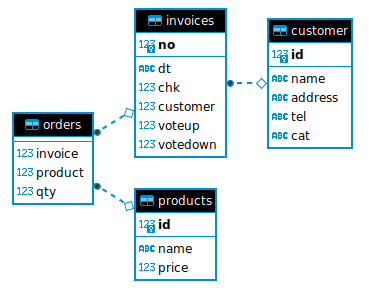 invoices
123 no
ABC dt
123 chk
123 customer
123 voteup
123 votedown
customer
123 id
ABC name
ABC address
ABC tel
ABC cat
orders
123 invoice
123 product
123 qty
products
123 id
ABC name
123 price